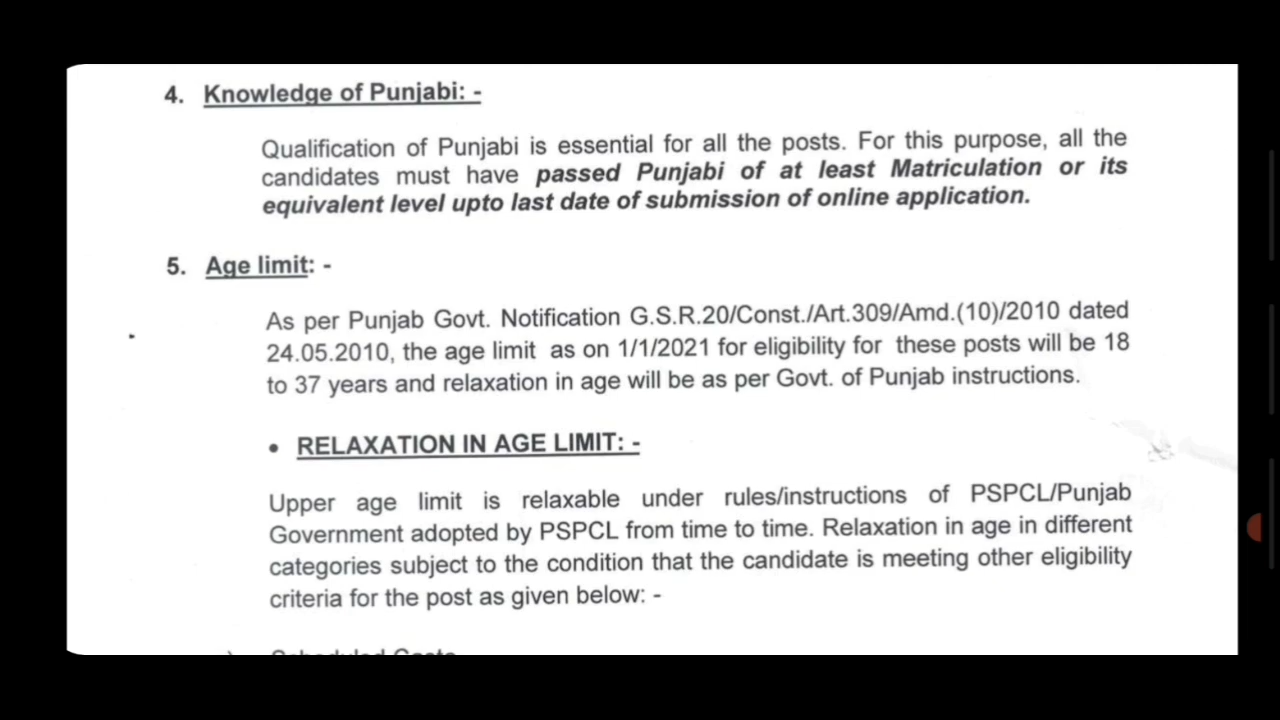 4. Knowledge of Punjabi: -
Qualification of Punjabi is essential for all the posts. For this purpose, all the
candidates must have passed Punjabi of at least Matriculation or its
equivalent level upto last date of submission of online application.
5. Age limit: -
As per Punjab Govt. Notification G.S.R.20/Const./Art.309/Amd.(10)/2010 dated
24.05.2010, the age limit as on 1/1/2021 for eligibility for these posts will be 18
to 37 years and relaxation in age will be as per Govt. of Punjab instructions.
• RELAXATION IN AGE LIMIT: -
Upper age limit is relaxable under rules/instructions of PSPCL/Punjab
Government adopted by PSPCL from time to time. Relaxation in age in different
categories subject to the condition that the candidate is meeting other eligibility
criteria for the post as given below: -
Scheduled Caste